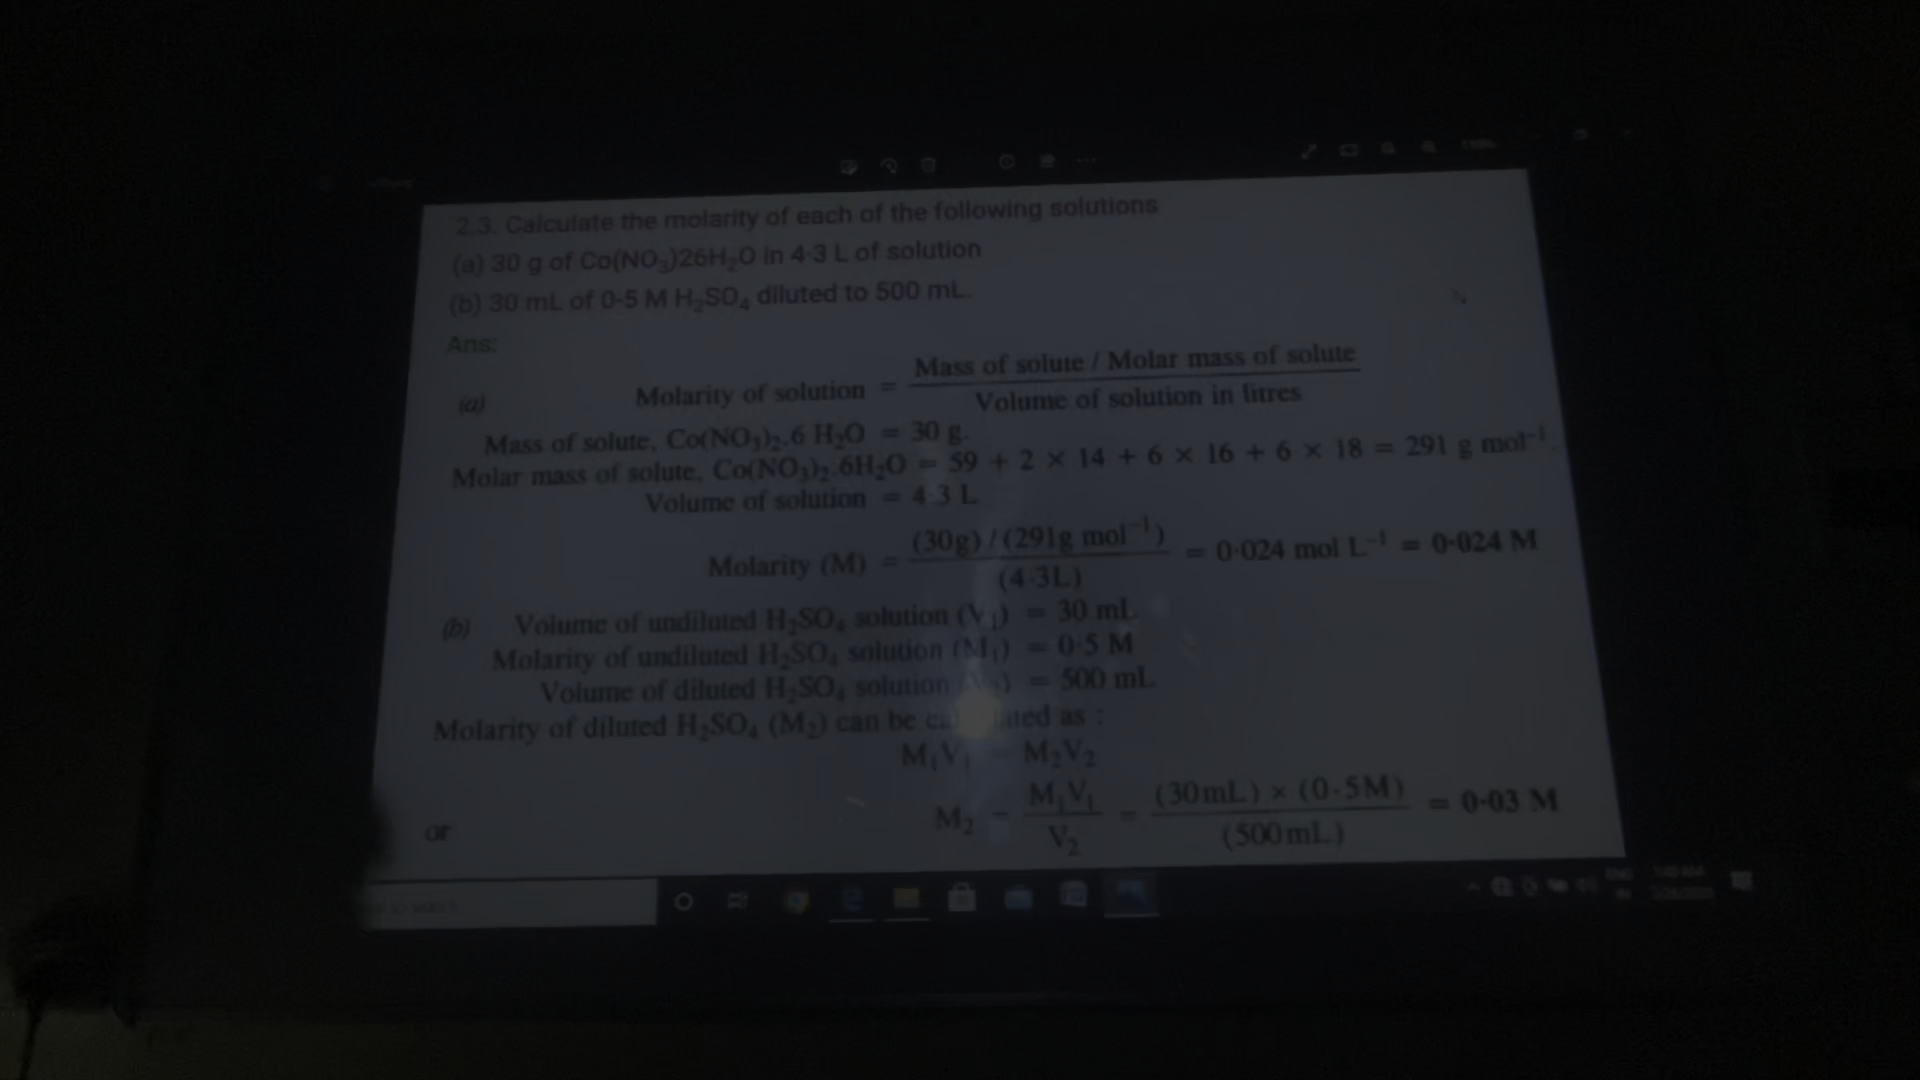 2.3. Calculate the molarity of each of the following solutions
(a) 30 g of Co(NO₃)26H₂O in 4·3 L of solution
(b) 30 mL of 0-5 M H₂SO₄ diluted to 500 mL.
Ans:
(a) Molarity of solution = Mass of solute / Molar mass of solute
Volume of solution in litres
Mass of solute, Co(NO₃)₂.6 H₂O = 30 g.
Molar mass of solute, Co(NO₃)₂.6H₂O = 59 + 2 × 14 + 6 × 16 + 6 × 18 = 291 g mol⁻¹.
Volume of solution = 4·3 L
Molarity (M) = (30g) / (291g mol⁻¹) = 0·024 mol L⁻¹ = 0·024 M
(4·3L)
(b) Volume of undiluted H₂SO₄ solution (V₁) = 30 mL
Molarity of undiluted H₂SO₄ solution (M₁) = 0·5 M
Volume of diluted H₂SO₄ solution = 500 mL
Molarity of diluted H₂SO₄ (M₂) can be as :
M₁V₁ = M₂V₂
or M₂ = M₁V₁ = (30mL) × (0·5M) = 0·03 M
V₂ (500mL)
ENG